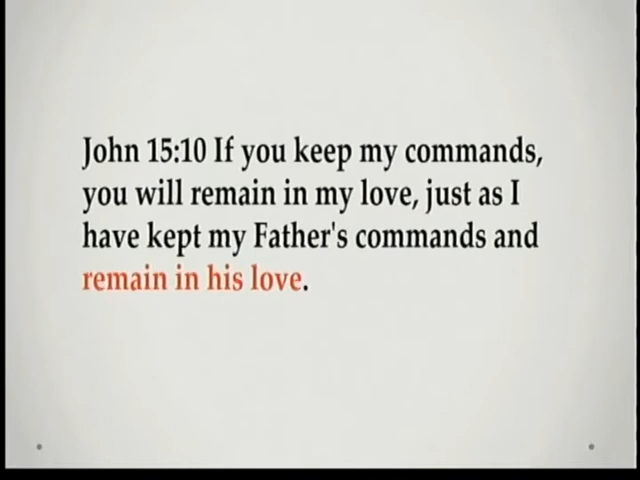 John 15:10 If you keep my commands,
you will remain in my love, just as I
have kept my Father's commands and
remain in his love.